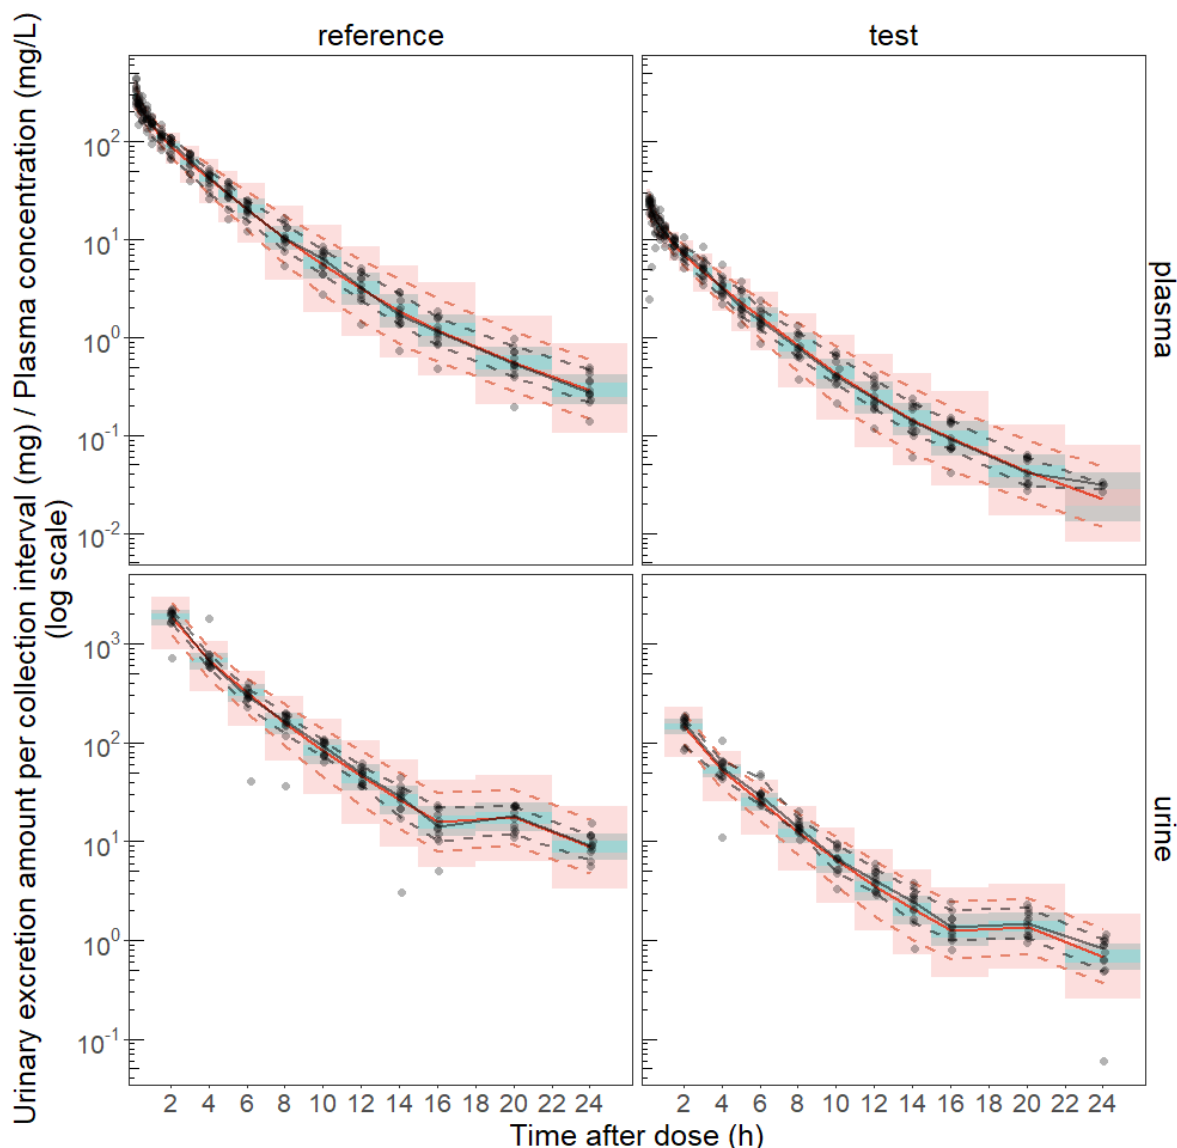 reference
test
Urinary excretion amount per collection interval (mg) / Plasma concentration (mg/L)
(log scale)
10²
10¹
10⁰
10⁻¹
10⁻²
plasma
10³
10²
10¹
10⁰
10⁻¹
urine
2 4 6 8 10 12 14 16 18 20 22 24
2 4 6 8 10 12 14 16 18 20 22 24
Time after dose (h)